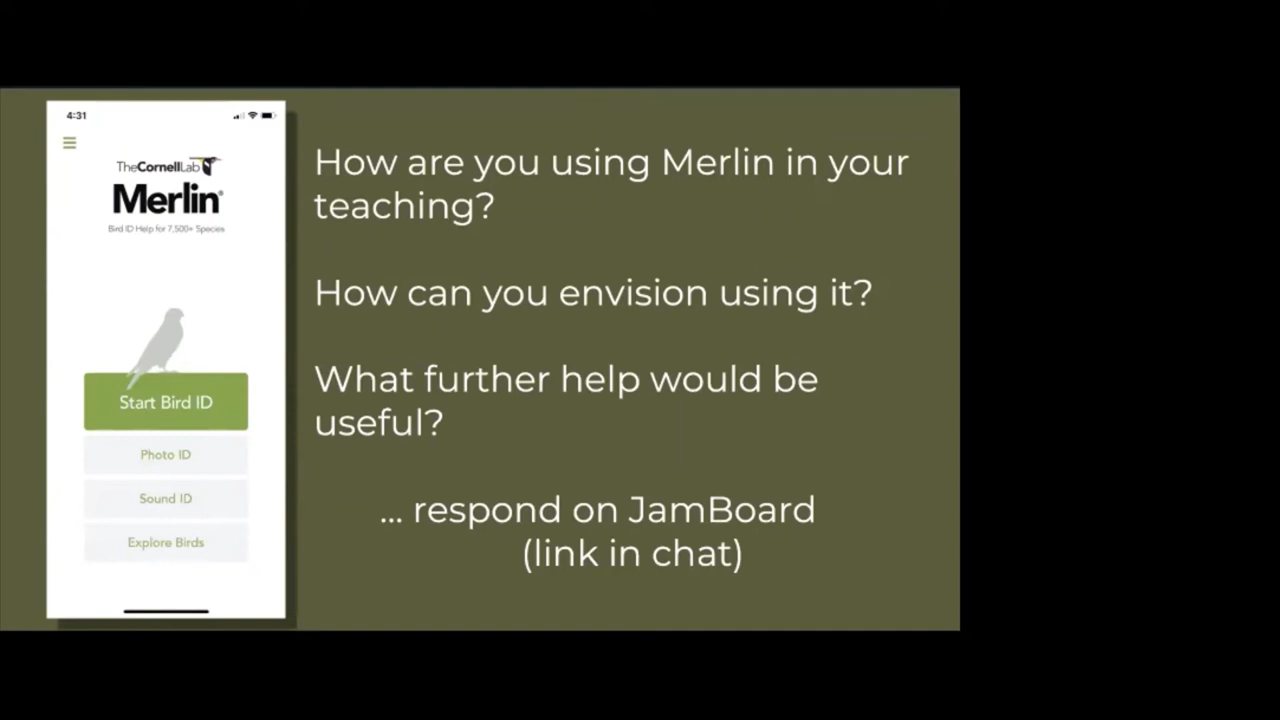 4:31
TheCornellLab
Merlin®
Bird ID Help for 7,500+ Species
Start Bird ID
Photo ID
Sound ID
Explore Birds
How are you using Merlin in your
teaching?
How can you envision using it?
What further help would be
useful?
... respond on JamBoard
(link in chat)